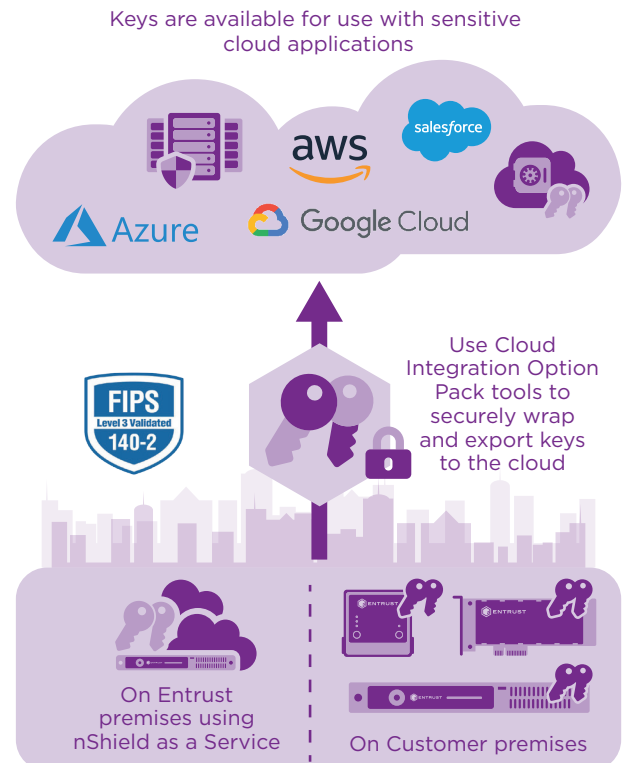 Keys are available for use with sensitive
cloud applications
aws
salesforce
Azure
Google Cloud
Use Cloud
Integration Option
Pack tools to
securely wrap
and export keys
to the cloud
FIPS
Level 3 Validated
140-2
ENTRUST
ENTRUST
ENTRUST
On Entrust
premises using
nShield as a Service
On Customer premises